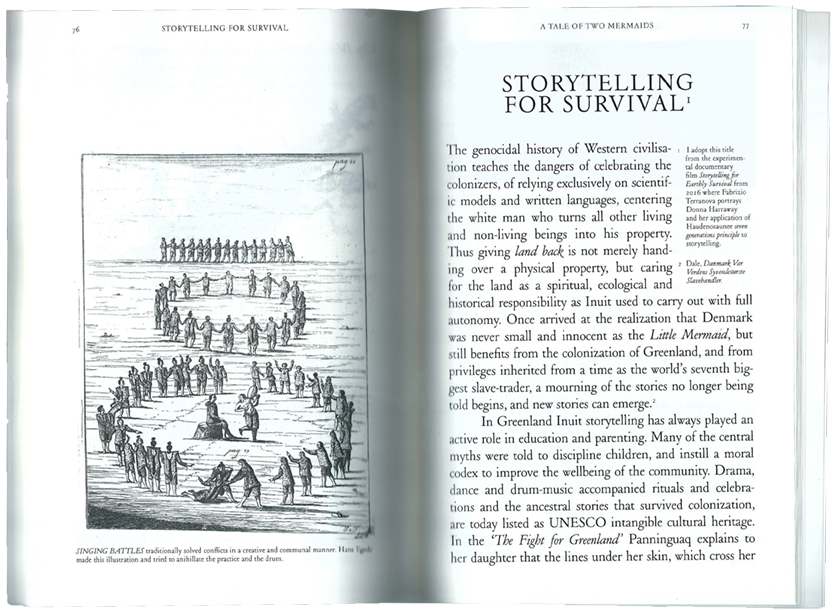 76
STORYTELLING FOR SURVIVAL
pag 22
pag 23
SINGING BATTLES traditionally solved conflicts in a creative and communal manner. Hans Egede
made this illustration and tried to anihillate the practice and the drum.
A TALE OF TWO MERMAIDS
77
STORYTELLING
FOR SURVIVAL¹
The genocidal history of Western civilisa-
tion teaches the dangers of celebrating the
colonizers, of relying exclusively on scientif-
ic models and written languages, centering
the white man who turns all other living
and non-living beings into his property.
Thus giving land back is not merely hand-
ing over a physical property, but caring
for the land as a spiritual, ecological and
historical responsibility as Inuit used to carry out with full
autonomy. Once arrived at the realization that Denmark
was never small and innocent as the Little Mermaid, but
still benefits from the colonization of Greenland, and from
privileges inherited from a time as the world's seventh big-
gest slave-trader, a mourning of the stories no longer being
told begins, and new stories can emerge.²
In Greenland Inuit storytelling has always played an
active role in education and parenting. Many of the central
myths were told to discipline children, and instill a moral
codex to improve the wellbeing of the community. Drama,
dance and drum-music accompanied rituals and celebra-
tions and the ancestral stories that survived colonization,
are today listed as UNESCO intangible cultural heritage.
In the 'The Fight for Greenland' Panninguaq explains to
her daughter that the lines under her skin, which cross her
1 I adopt this title
from the experimen-
tal documentary
film Storytelling for
Earthly Survival from
2016 where Fabrizio
Terranova portrays
Donna Harraway
and her application of
Haudenosaunee seven
generations principle to
storytelling.
2 Dale, Danmark Var
Verdens Syvendestørste
Slavehandler.